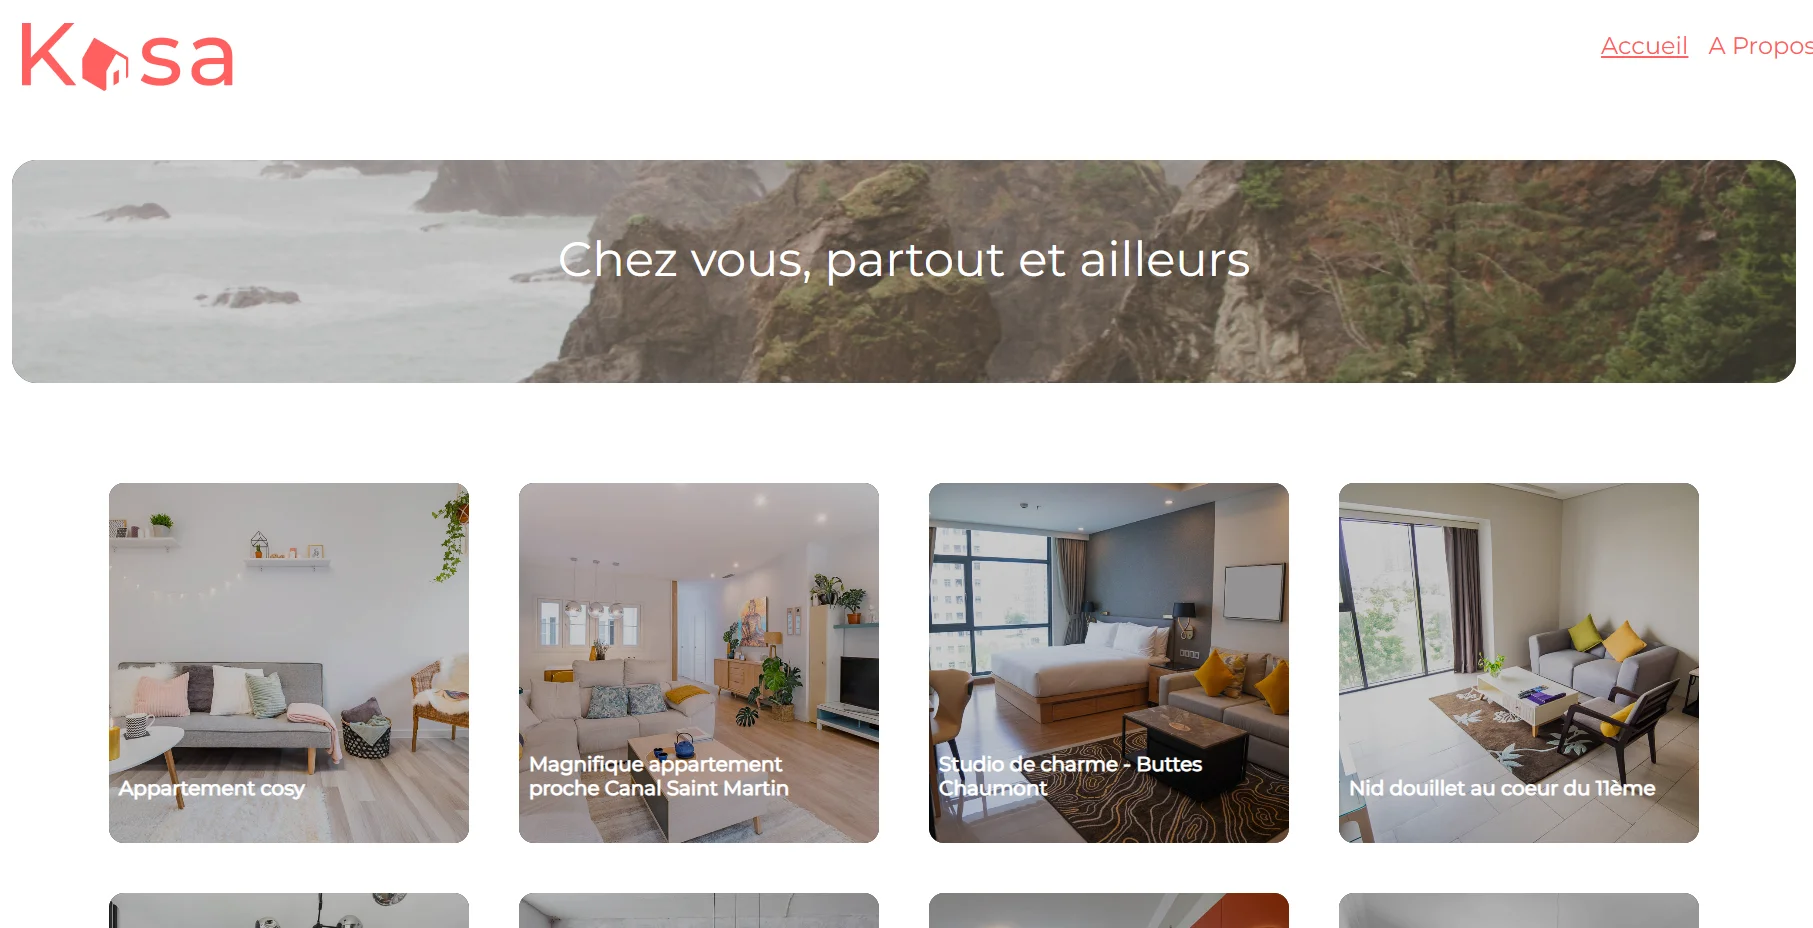 Kasa
Accueil A Propos
Chez vous, partout et ailleurs
Appartement cosy
Magnifique appartement
proche Canal Saint Martin
Studio de charme - Buttes
Chaumont
Nid douillet au coeur du 11ème